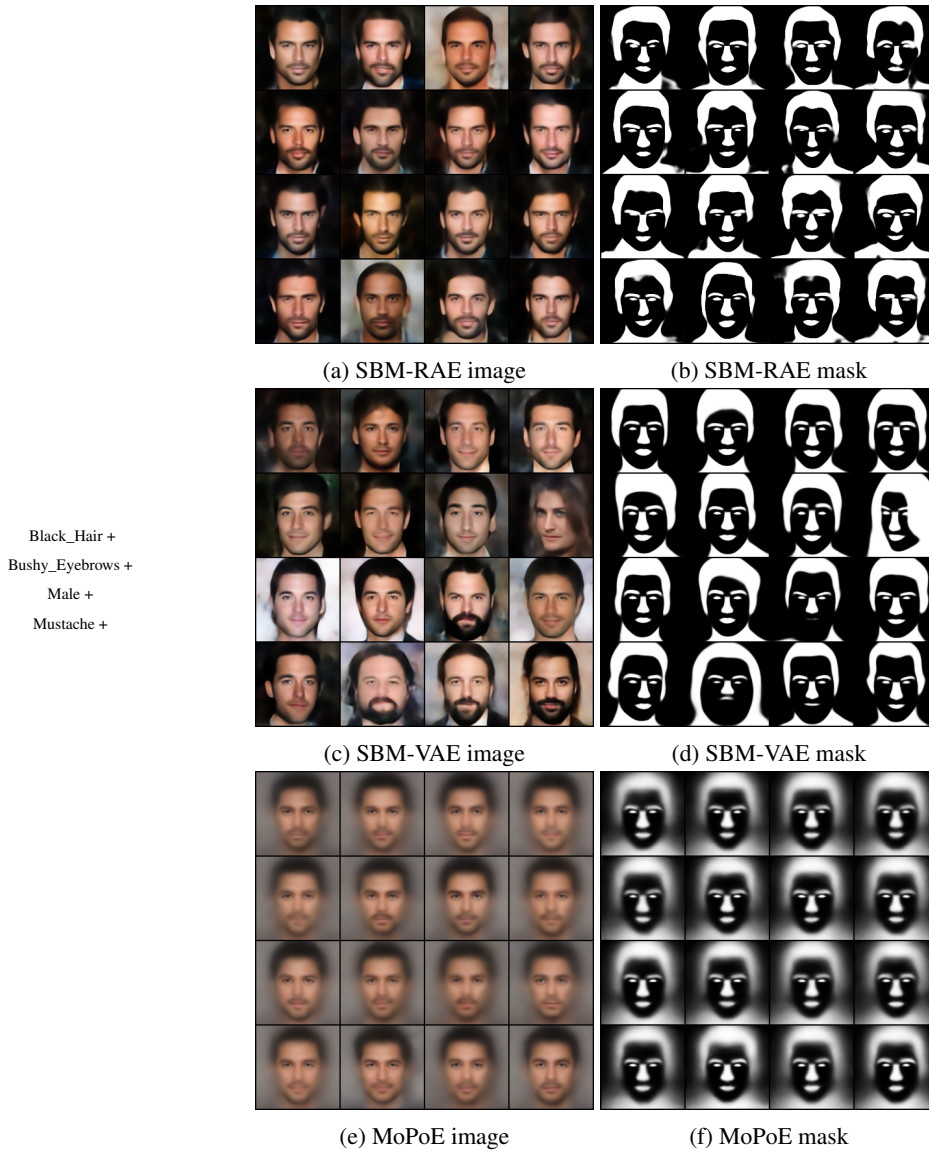 (a) SBM-RAE image
(b) SBM-RAE mask
Black_Hair +
Bushy_Eyebrows +
Male +
Mustache +
(c) SBM-VAE image
(d) SBM-VAE mask
(e) MoPoE image
(f) MoPoE mask